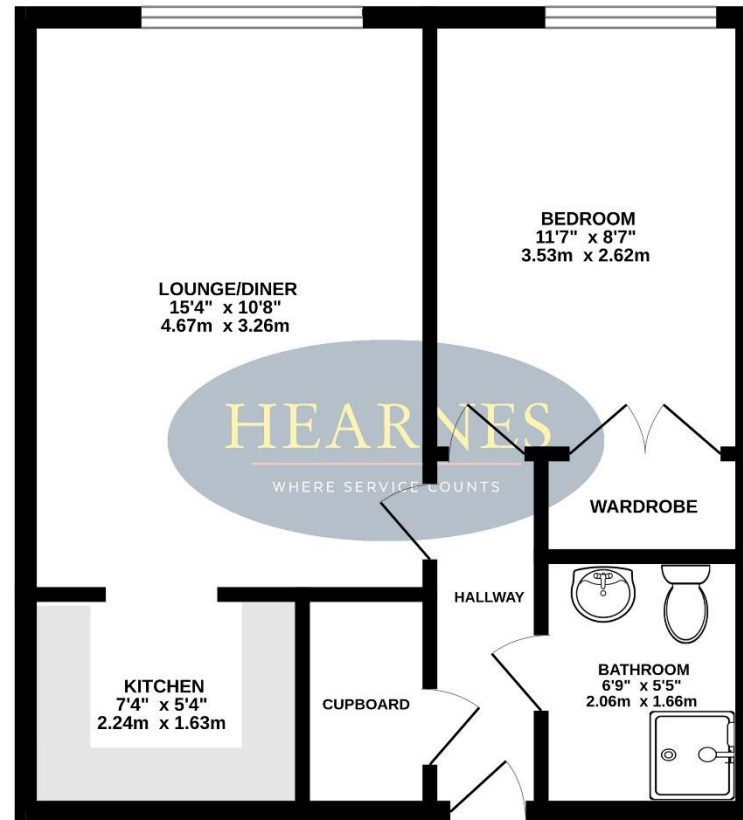 BEDROOM
11'7" x 8'7"
3.53m x 2.62m
LOUNGE/DINER
15'4" x 10'8"
4.67m x 3.26m
HEARNES
WHERE SERVICE COUNTS
WARDROBE
HALLWAY
BATHROOM
6'9" x 5'5"
2.06m x 1.66m
KITCHEN
7'4" x 5'4"
2.24m x 1.63m
CUPBOARD